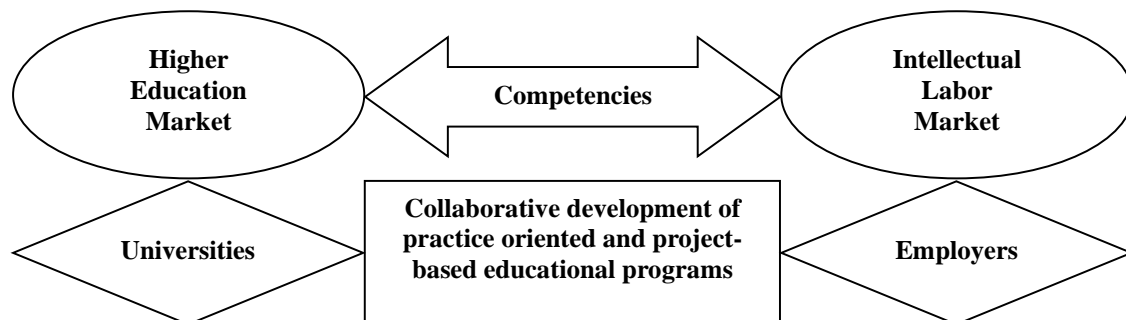 Higher
Education
Market
Competencies
Intellectual
Labor
Market
Universities
Collaborative development of
practice oriented and project-
based educational programs
Employers